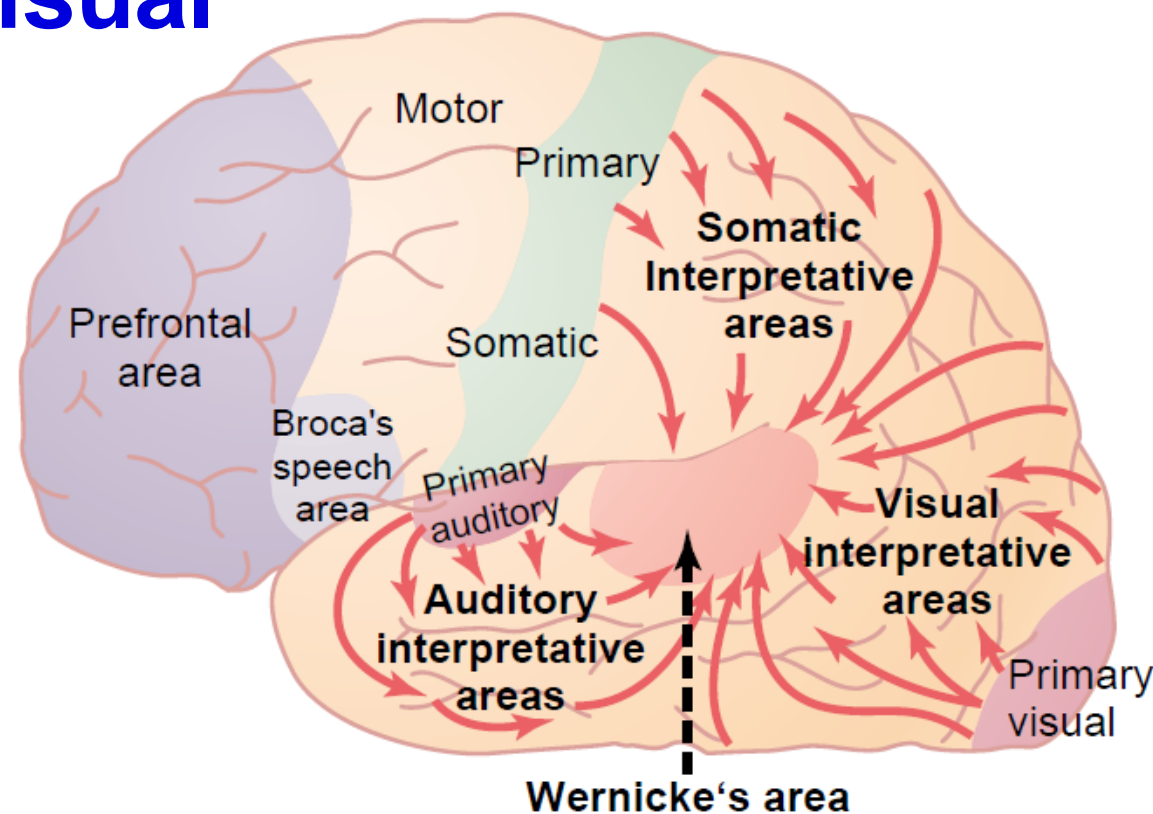 Motor
Primary
Somatic
Interpretative
areas
Prefrontal
area
Somatic
Broca's
speech
area
Primary
auditory
Visual
interpretative
areas
Auditory
interpretative
areas
Primary
visual
Wernicke‘s area